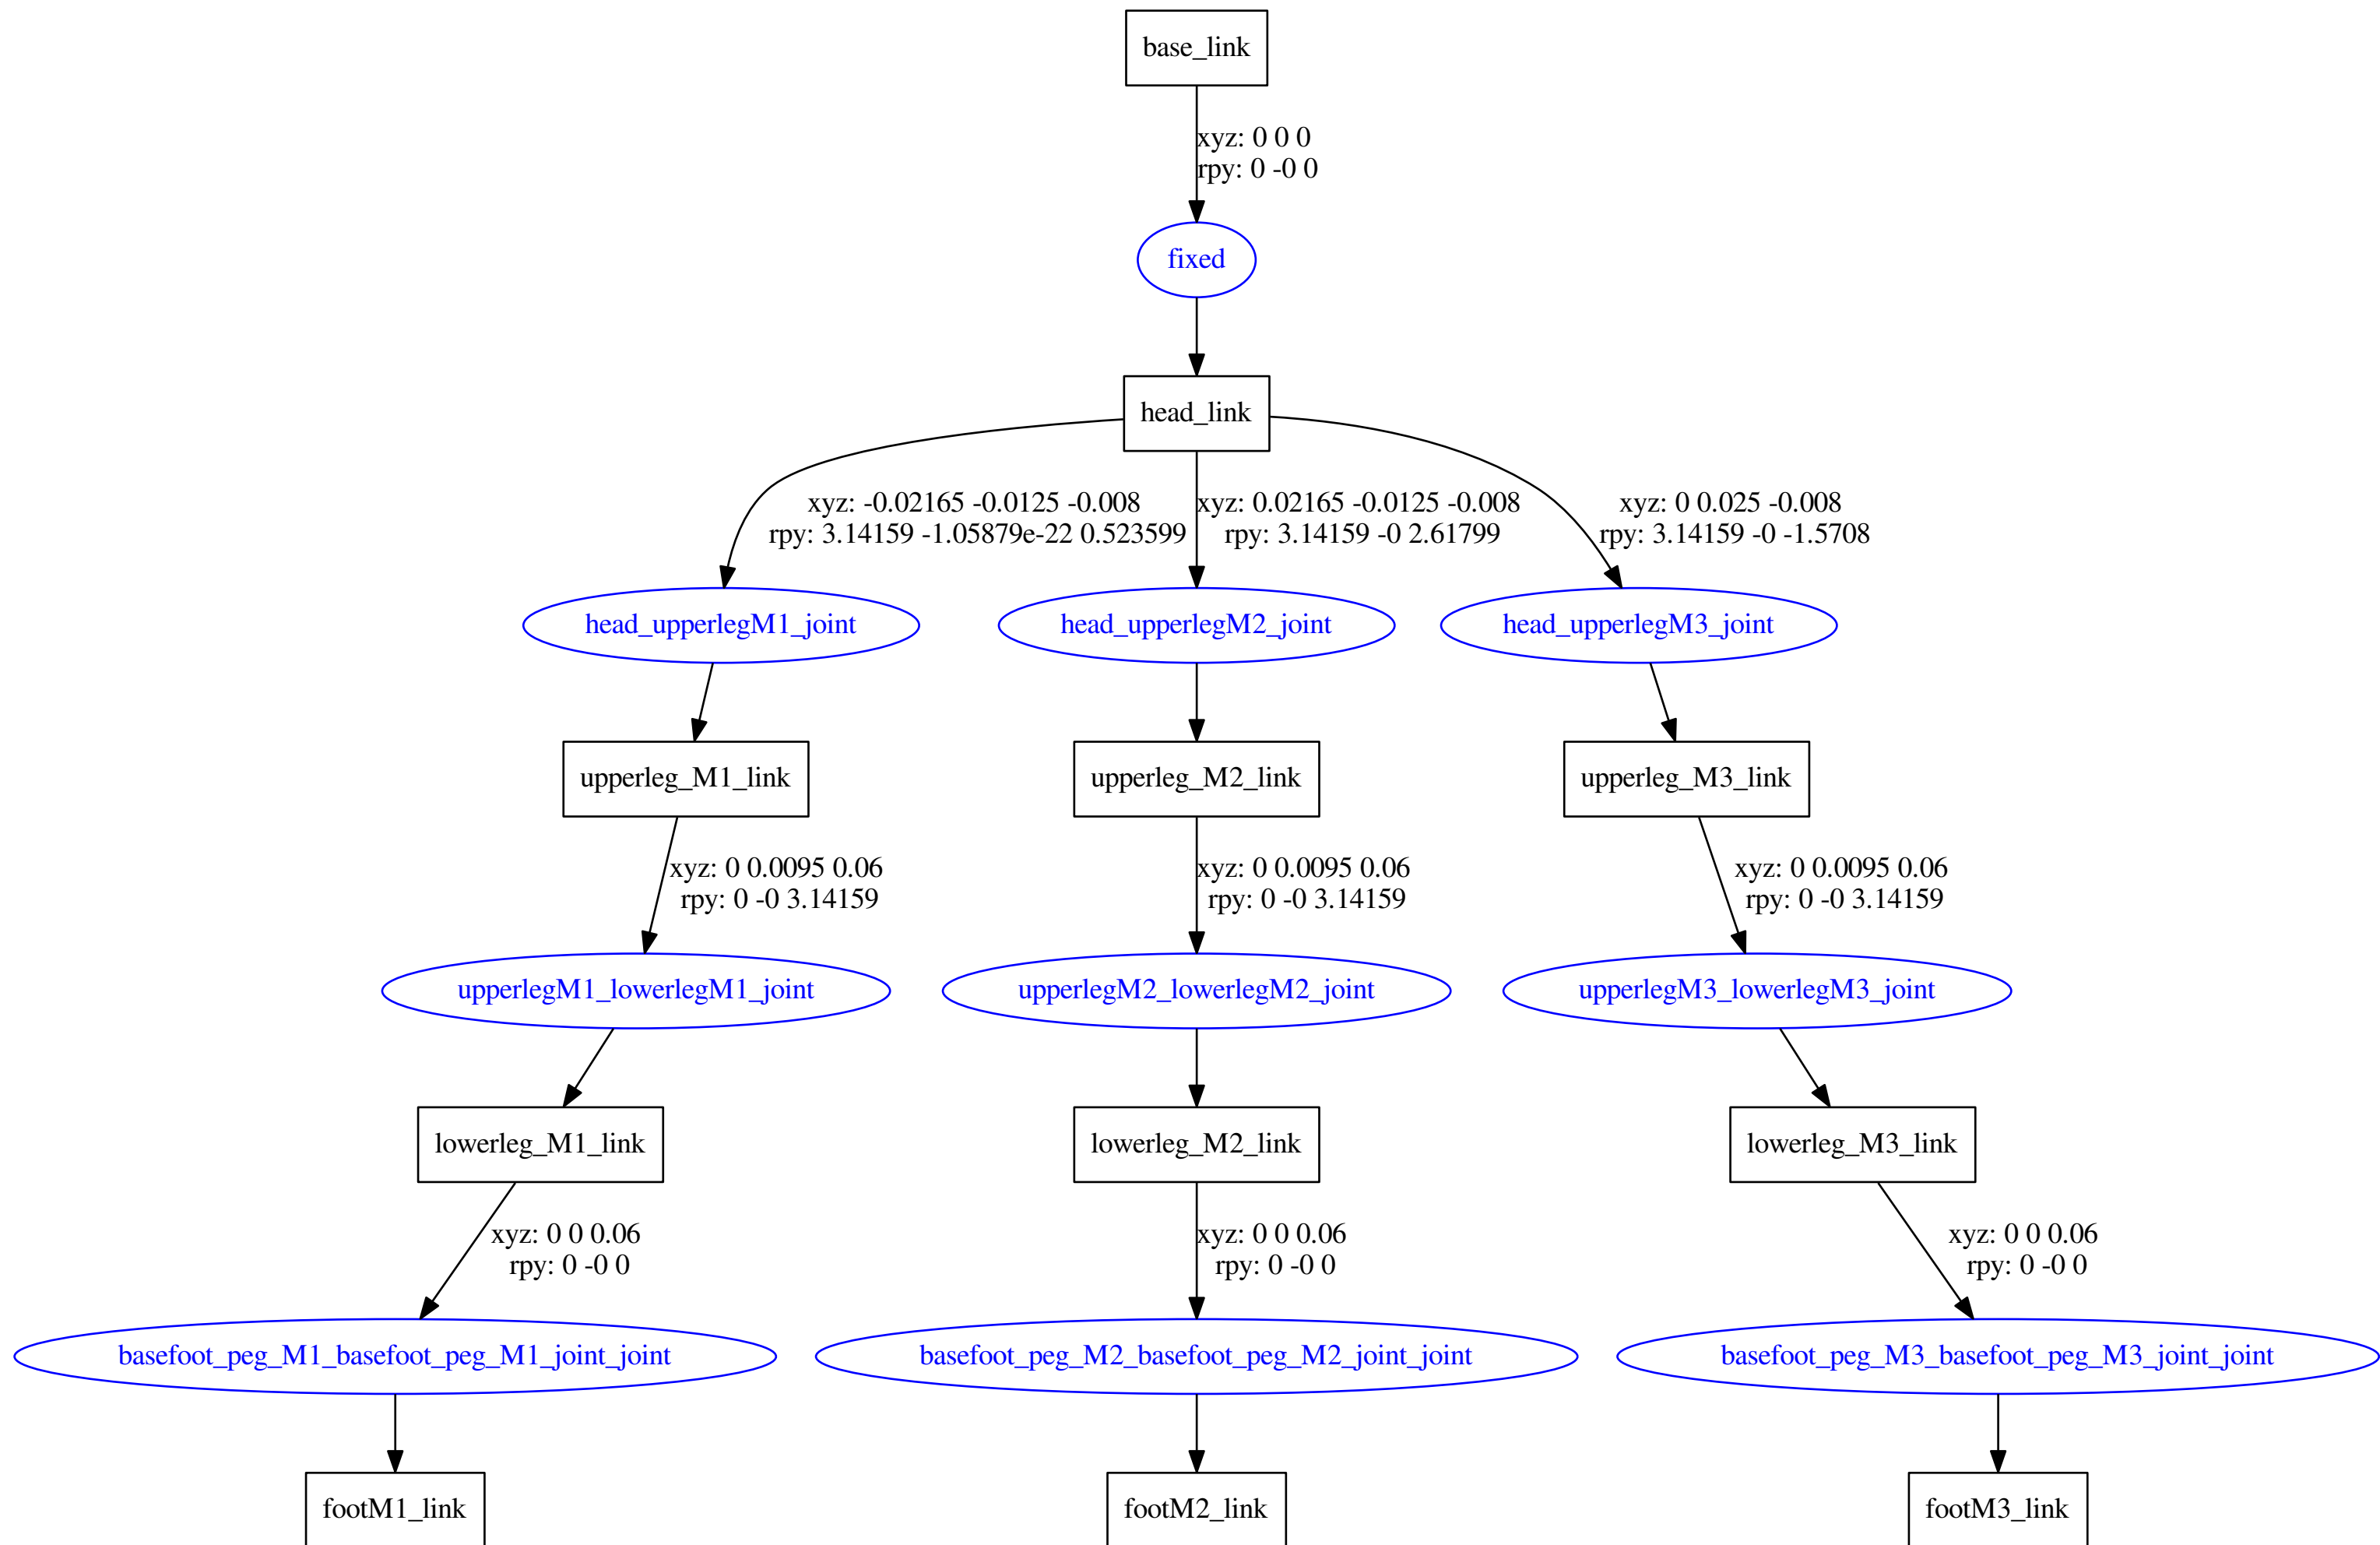 base_link
xyz: 0 0 0
rpy: 0 -0 0
fixed
head_link
xyz: -0.02165 -0.0125 -0.008
rpy: 3.14159 -1.05879e-22 0.523599
xyz: 0.02165 -0.0125 -0.008
rpy: 3.14159 -0 2.61799
xyz: 0 0.025 -0.008
rpy: 3.14159 -0 -1.5708
head_upperlegM1_joint
head_upperlegM2_joint
head_upperlegM3_joint
upperleg_M1_link
upperleg_M2_link
upperleg_M3_link
xyz: 0 0.0095 0.06
rpy: 0 -0 3.14159
xyz: 0 0.0095 0.06
rpy: 0 -0 3.14159
xyz: 0 0.0095 0.06
rpy: 0 -0 3.14159
upperlegM1_lowerlegM1_joint
upperlegM2_lowerlegM2_joint
upperlegM3_lowerlegM3_joint
lowerleg_M1_link
lowerleg_M2_link
lowerleg_M3_link
xyz: 0 0 0.06
rpy: 0 -0 0
xyz: 0 0 0.06
rpy: 0 -0 0
xyz: 0 0 0.06
rpy: 0 -0 0
basefoot_peg_M1_basefoot_peg_M1_joint_joint
basefoot_peg_M2_basefoot_peg_M2_joint_joint
basefoot_peg_M3_basefoot_peg_M3_joint_joint
footM1_link
footM2_link
footM3_link